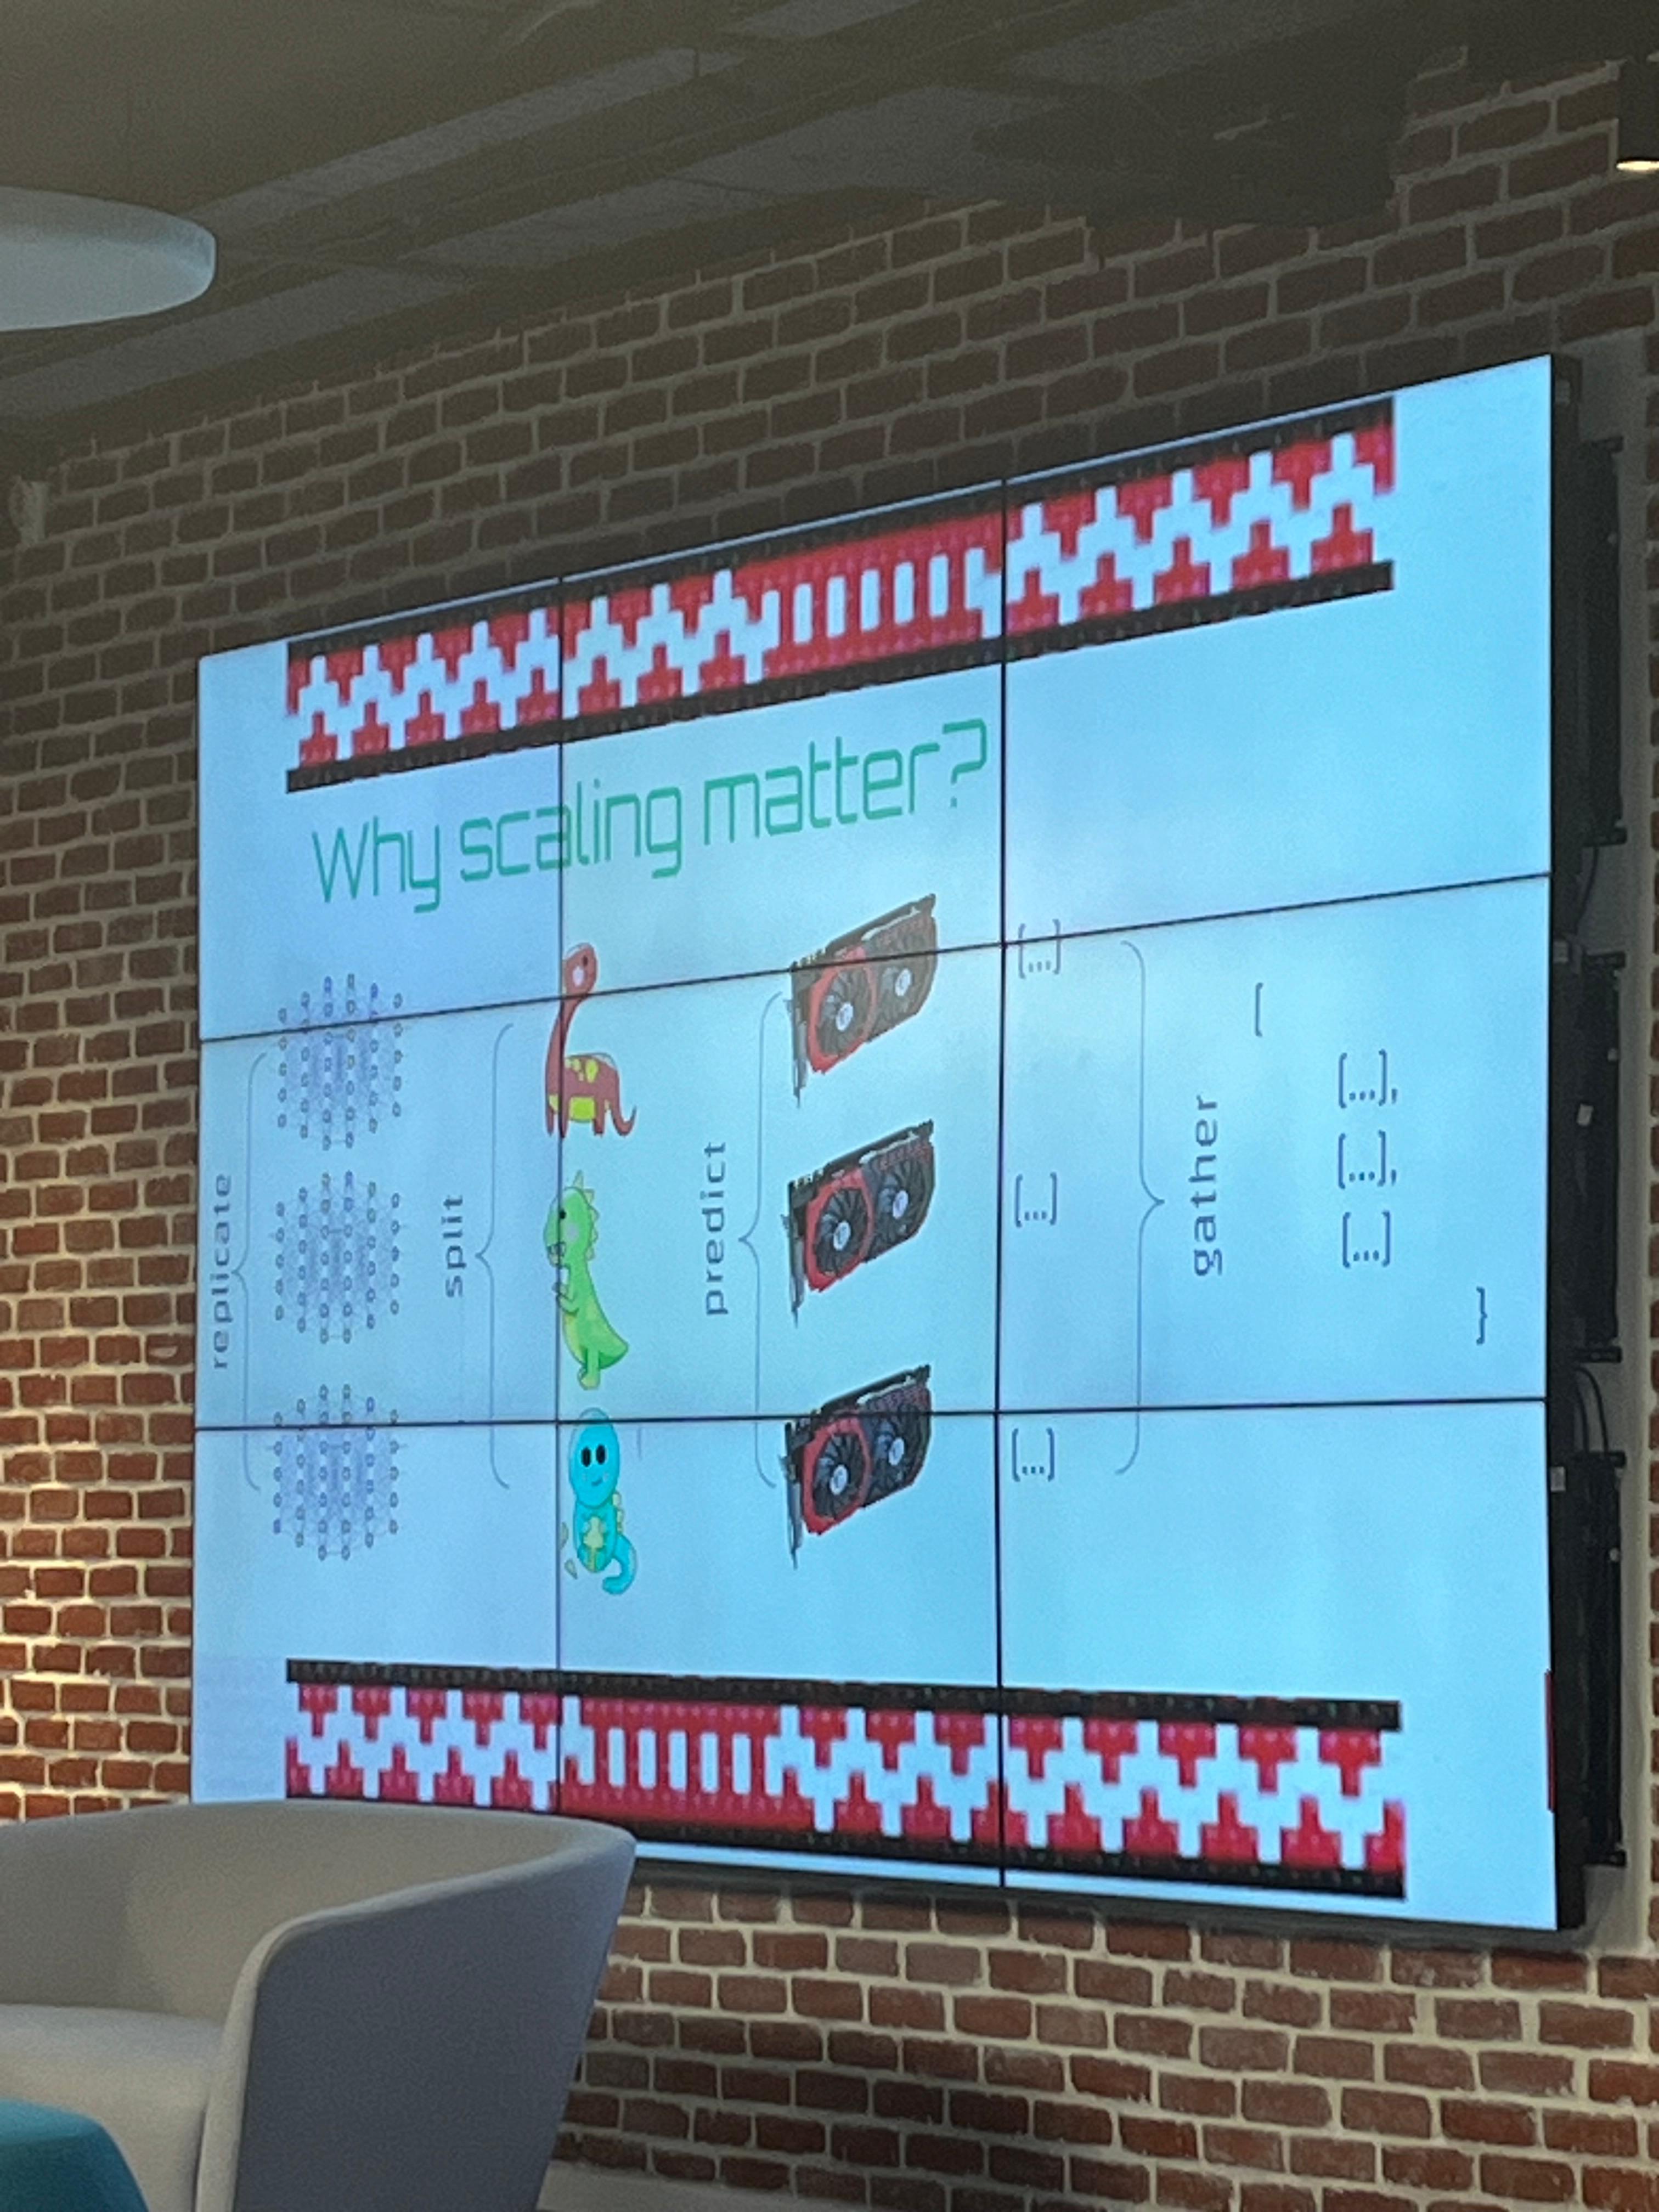 Why scaling matter?
replicate
split
predict
[...]
[...]
[...]
gather
[
[...],
[...],
[...]
]